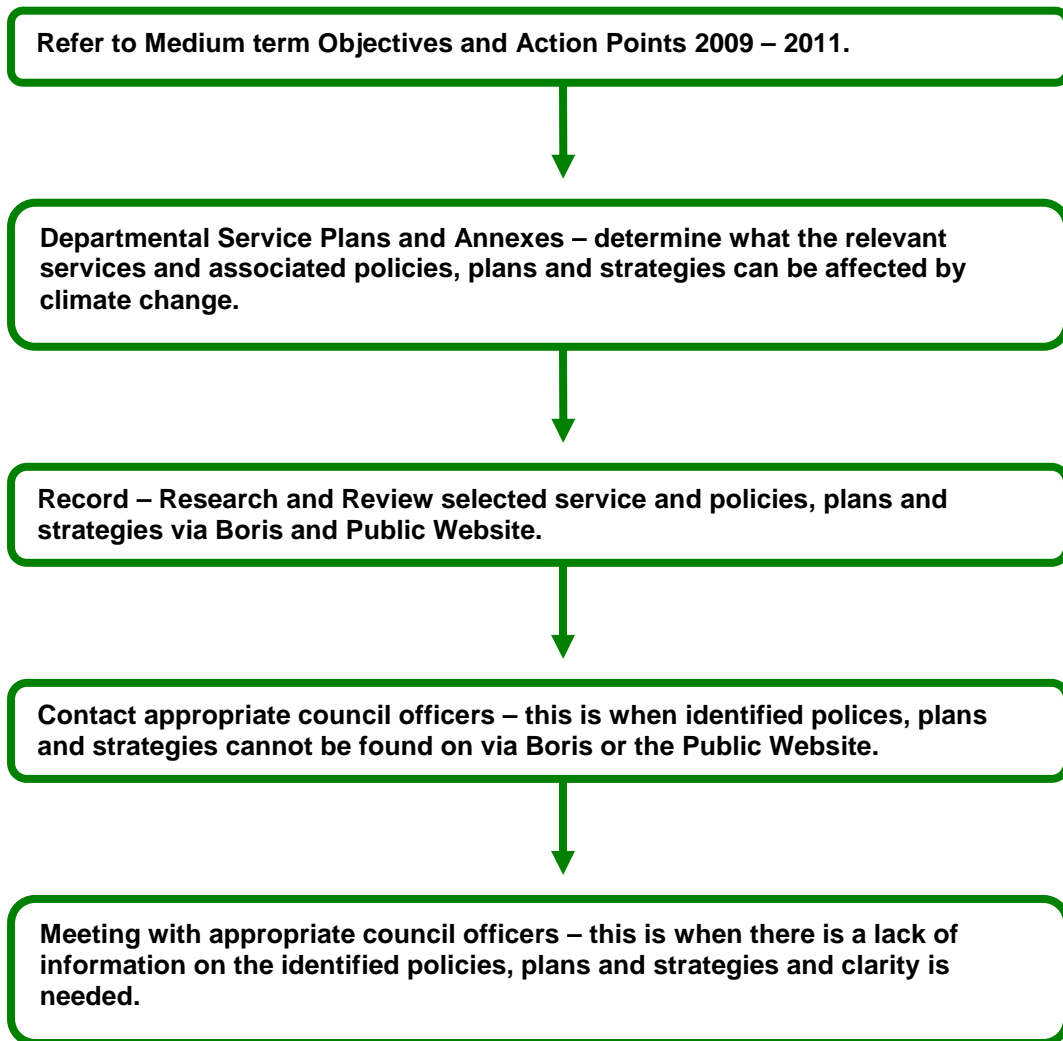 Refer to Medium term Objectives and Action Points 2009 – 2011.
Departmental Service Plans and Annexes – determine what the relevant
services and associated policies, plans and strategies can be affected by
climate change.
Record – Research and Review selected service and policies, plans and
strategies via Boris and Public Website.
Contact appropriate council officers – this is when identified polices, plans
and strategies cannot be found on via Boris or the Public Website.
Meeting with appropriate council officers – this is when there is a lack of
information on the identified policies, plans and strategies and clarity is
needed.